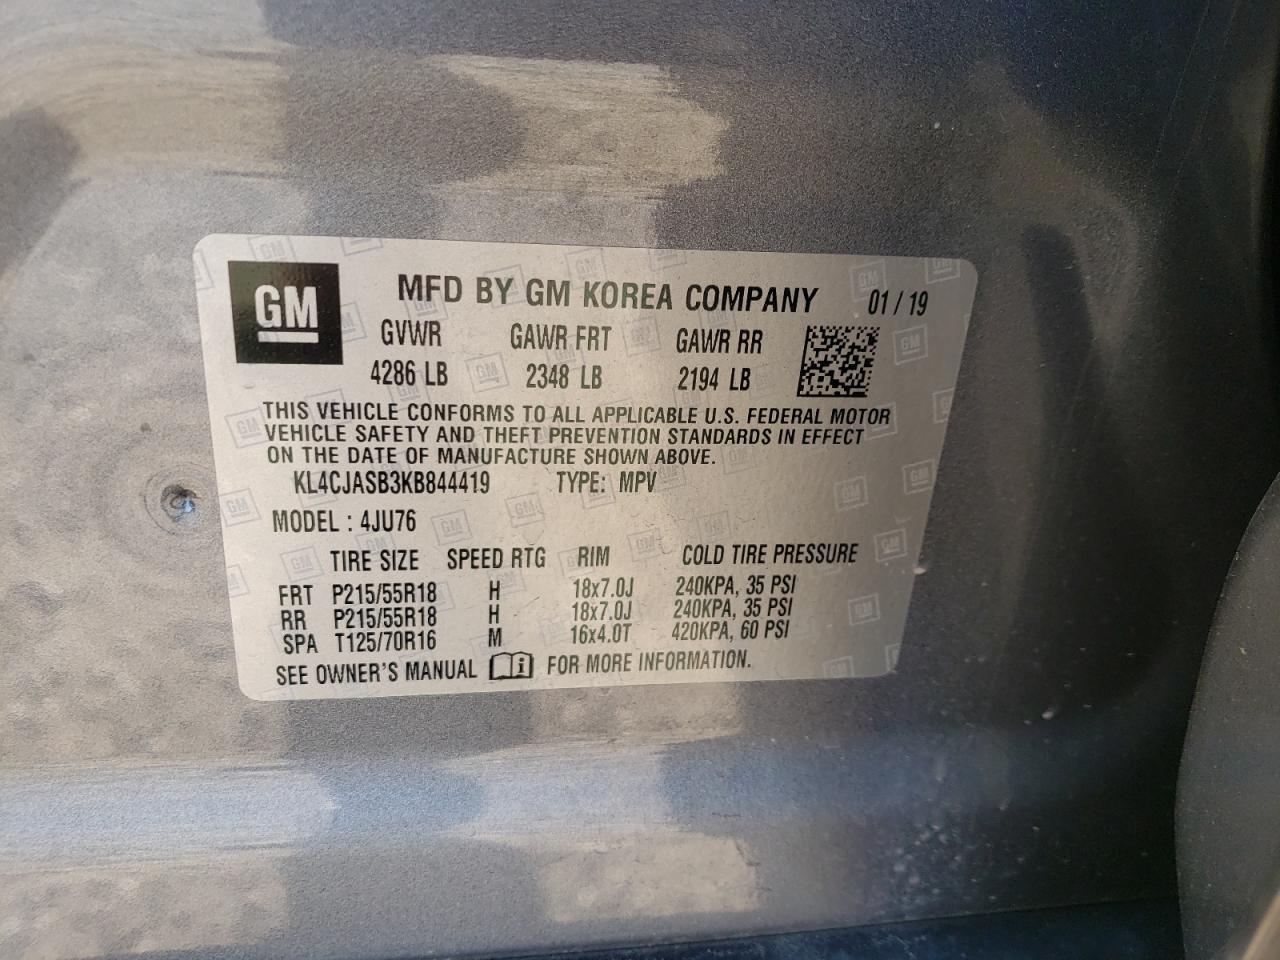 GM
MFD BY GM KOREA COMPANY 01 / 19
GVWR GAWR FRT GAWR RR
4286 LB 2348 LB 2194 LB
THIS VEHICLE CONFORMS TO ALL APPLICABLE U.S. FEDERAL MOTOR
VEHICLE SAFETY AND THEFT PREVENTION STANDARDS IN EFFECT
ON THE DATE OF MANUFACTURE SHOWN ABOVE.
KL4CJASB3KB844419 TYPE: MPV
MODEL : 4JU76
TIRE SIZE SPEED RTG RIM COLD TIRE PRESSURE
FRT P215/55R18 H 18x7.0J 240KPA, 35 PSI
RR P215/55R18 H 18x7.0J 240KPA, 35 PSI
SPA T125/70R16 M 16x4.0T 420KPA, 60 PSI
SEE OWNER'S MANUAL i FOR MORE INFORMATION.